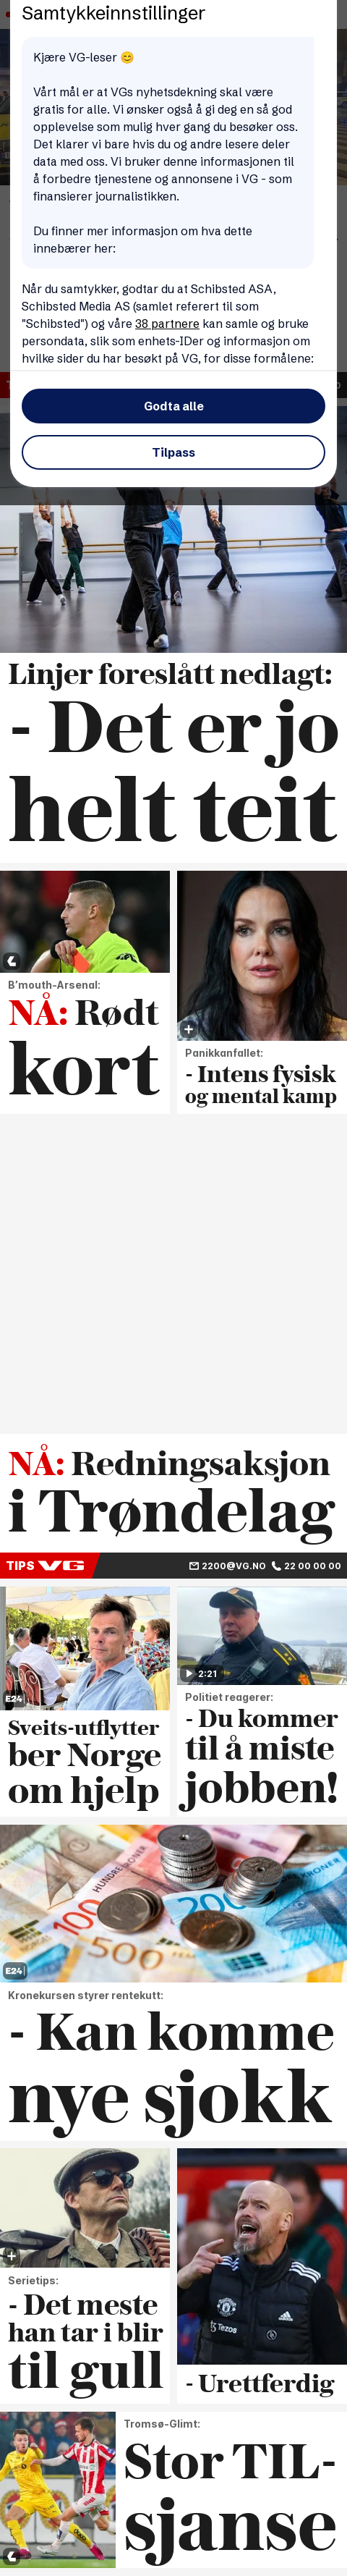 Samtykkeinnstillinger
Kjære VG-leser 😊
Vårt mål er at VGs nyhetsdekning skal være
gratis for alle. Vi ønsker også å gi deg en så god
opplevelse som mulig hver gang du besøker oss.
Det klarer vi bare hvis du og andre lesere deler
data med oss. Vi bruker denne informasjonen til
å forbedre tjenestene og annonsene i VG - som
finansierer journalistikken.
Du finner mer informasjon om hva dette
innebærer her:
Når du samtykker, godtar du at Schibsted ASA,
Schibsted Media AS (samlet referert til som
"Schibsted") og våre 38 partnere kan samle og bruke
persondata, slik som enhets-IDer og informasjon om
hvilke sider du har besøkt på VG, for disse formålene:
Godta alle
Tilpass
Linjer foreslått nedlagt:
- Det er jo
helt teit
B'mouth-Arsenal:
NÅ: Rødt
kort
Panikkanfallet:
- Intens fysisk
og mental kamp
NÅ: Redningsaksjon
i Trøndelag
TIPS VG 2200@VG.NO 22 00 00 00
E24
Sveits-utflytter
ber Norge
om hjelp
2:21
Politiet reagerer:
- Du kommer
til å miste
jobben!
E24
Kronekursen styrer rentekutt:
- Kan komme
nye sjokk
Serietips:
- Det meste
han tar i blir
til gull
Tezos
- Urettferdig
Tromsø-Glimt:
Stor TIL-
sjanse